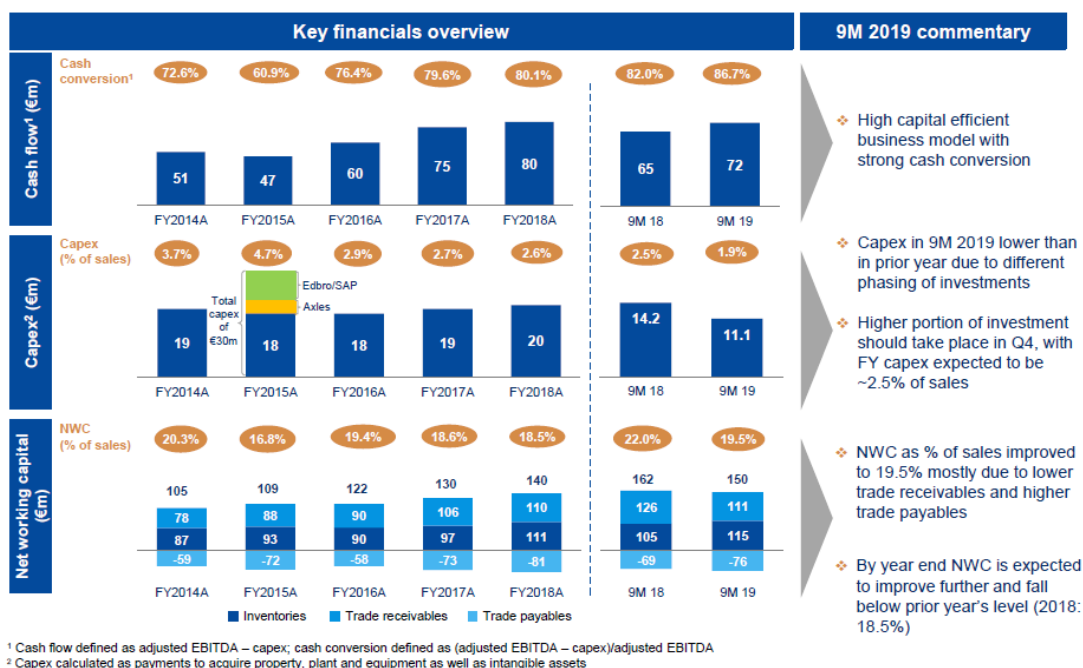 Key financials overview
9M 2019 commentary
Cash flow¹ (€m)
Cash
conversion¹
72.6% 60.9% 76.4% 79.6% 80.1% 82.0% 86.7%
51 47 60 75 80 65 72
FY2014A FY2015A FY2016A FY2017A FY2018A 9M 18 9M 19
❖ High capital efficient
business model with
strong cash conversion
Capex² (€m)
Capex
(% of sales)
3.7% 4.7% 2.9% 2.7% 2.6% 2.5% 1.9%
Total
capex
of
€30m
Edbro/SAP
Axles
19 18 18 19 20 14.2 11.1
FY2014A FY2015A FY2016A FY2017A FY2018A 9M 18 9M 19
❖ Capex in 9M 2019 lower than
in prior year due to different
phasing of investments
❖ Higher portion of investment
should take place in Q4, with
FY capex expected to be
~2.5% of sales
Net working capital
(€m)
NWC
(% of sales)
20.3% 16.8% 19.4% 18.6% 18.5% 22.0% 19.5%
105 109 122 130 140 162 150
78 88 90 106 110 126 111
87 93 90 97 111 105 115
-59 -72 -58 -73 -81 -69 -76
FY2014A FY2015A FY2016A FY2017A FY2018A 9M 18 9M 19
Inventories Trade receivables Trade payables
❖ NWC as % of sales improved
to 19.5% mostly due to lower
trade receivables and higher
trade payables
❖ By year end NWC is expected
to improve further and fall
below prior year's level (2018:
18.5%)
¹ Cash flow defined as adjusted EBITDA – capex; cash conversion defined as (adjusted EBITDA – capex)/adjusted EBITDA
² Capex calculated as payments to acquire property, plant and equipment as well as intangible assets